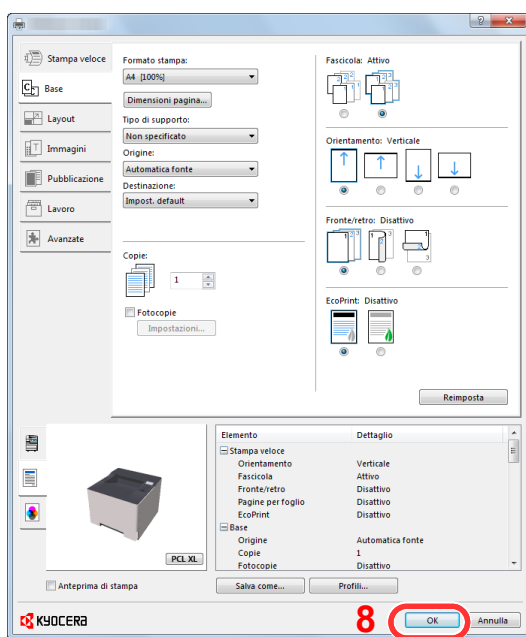 Stampa veloce
Base
Layout
Immagini
Pubblicazione
Lavoro
Avanzate
Formato stampa:
A4 [100%]
Dimensioni pagina...
Tipo di supporto:
Non specificato
Origine:
Automatica fonte
Destinazione:
Impost. default
Copie:
1
Fotocopie
Impostazioni...
Fascicola: Attivo
Orientamento: Verticale
Fronte/retro: Disattivo
EcoPrint: Disattivo
Reimposta
PCL XL
Anteprima di stampa
Elemento Dettaglio
Stampa veloce
Orientamento Verticale
Fascicola Attivo
Fronte/retro Disattivo
Pagine per foglio Disattivo
EcoPrint Disattivo
Base
Origine Automatica fonte
Copie 1
Fotocopie Disattivo
Salva come... Profili...
KYOCERA
8 OK Annulla